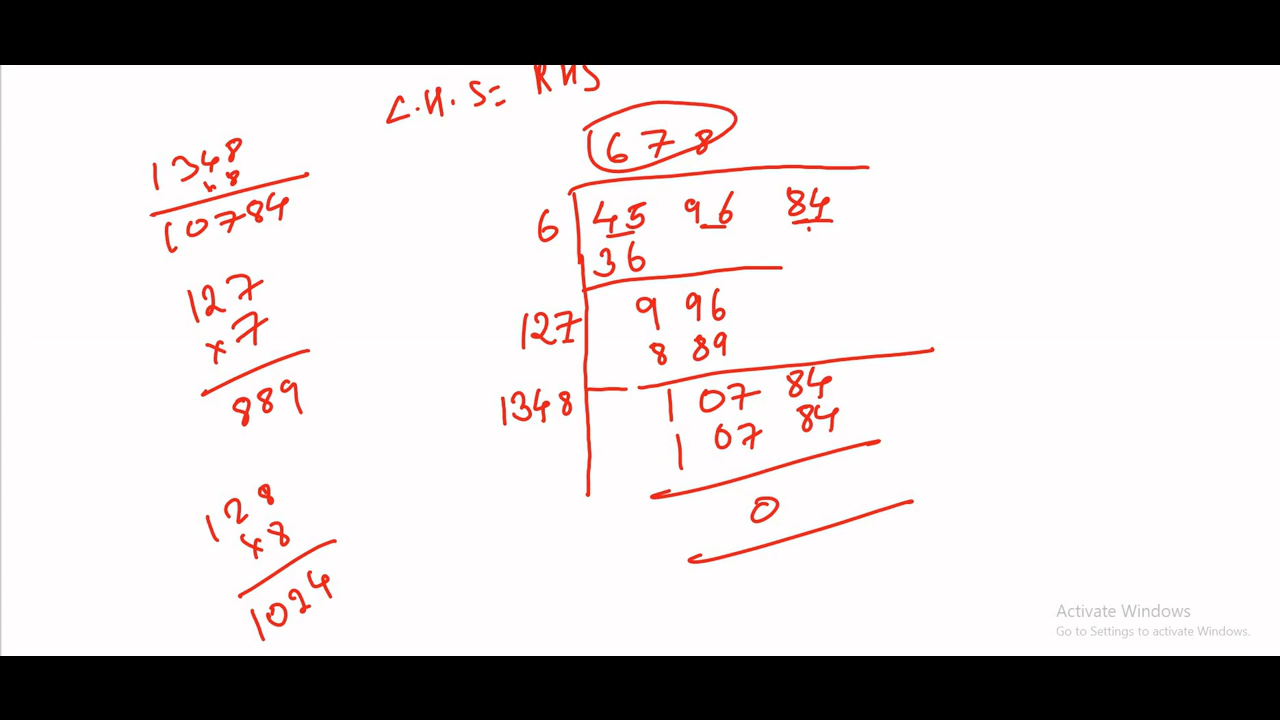 L.H.S = RHS
1348
×8
10784
127
×7
889
128
×8
1024
678
6 45 96 84
36
127 9 96
8 89
1348 1 07 84
1 07 84
0
Activate Windows
Go to Settings to activate Windows.